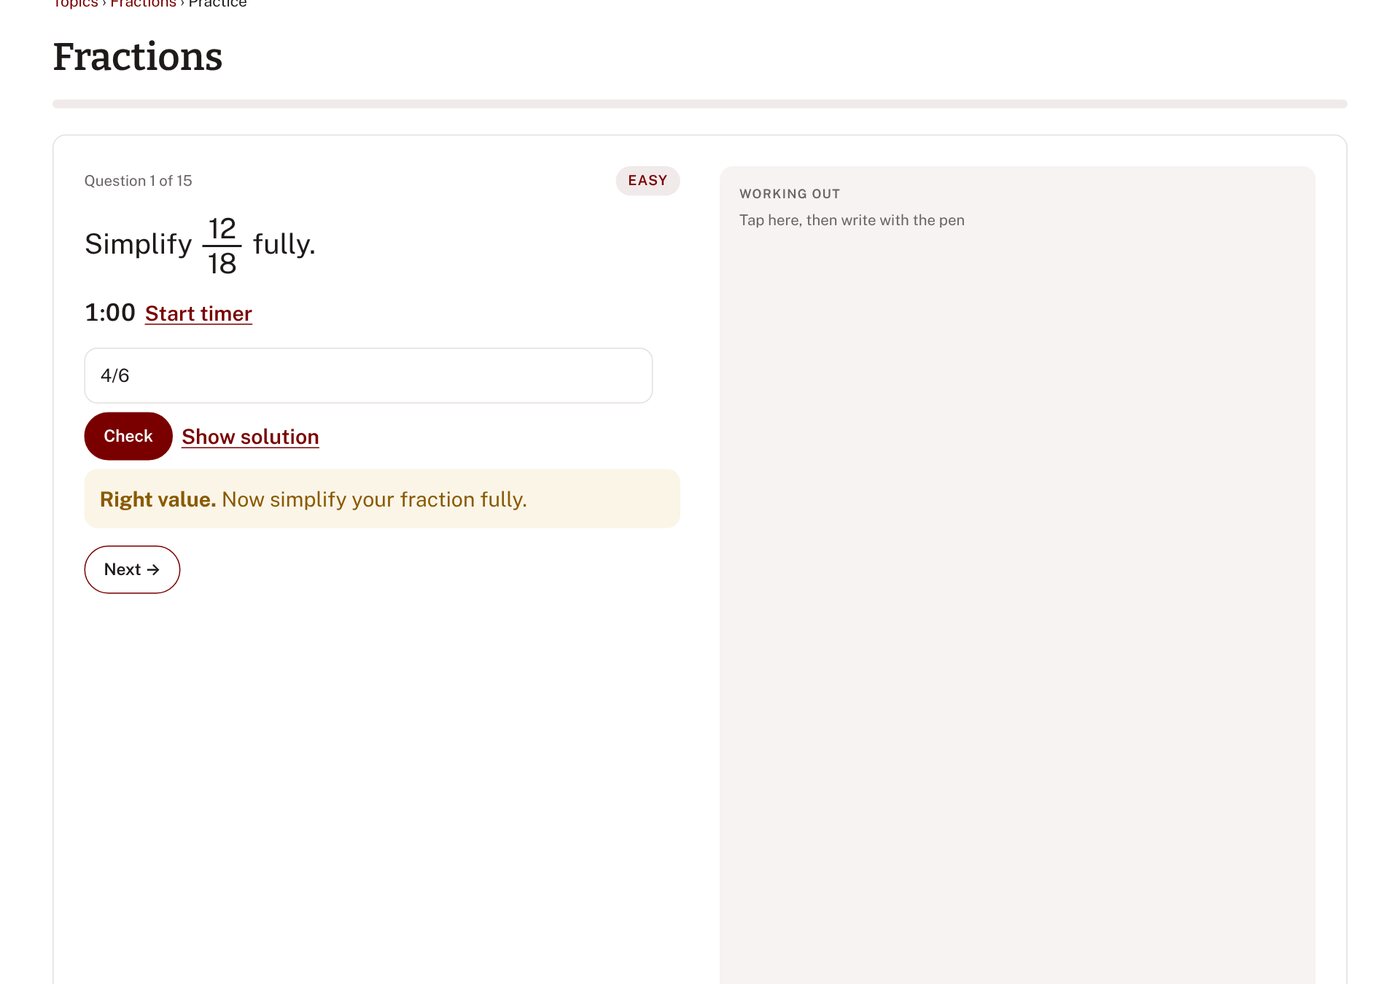 Topics › Fractions › Practice
Fractions
Question 1 of 15
EASY
Simplify 12/18 fully.
1:00 Start timer
4/6
Check Show solution
Right value. Now simplify your fraction fully.
Next →
WORKING OUT
Tap here, then write with the pen